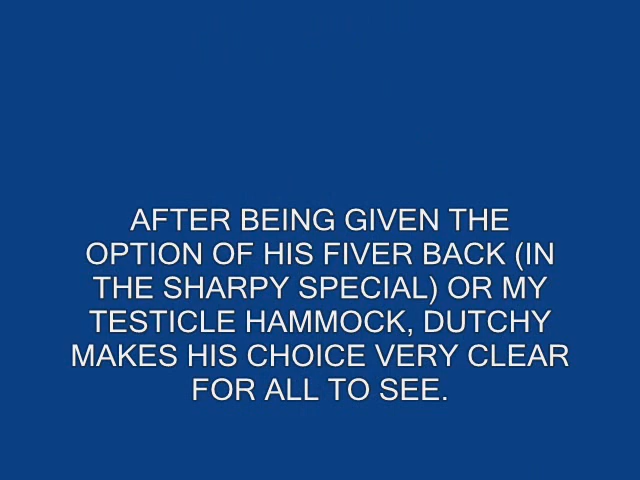 AFTER BEING GIVEN THE
OPTION OF HIS FIVER BACK (IN
THE SHARPY SPECIAL) OR MY
TESTICLE HAMMOCK, DUTCHY
MAKES HIS CHOICE VERY CLEAR
FOR ALL TO SEE.